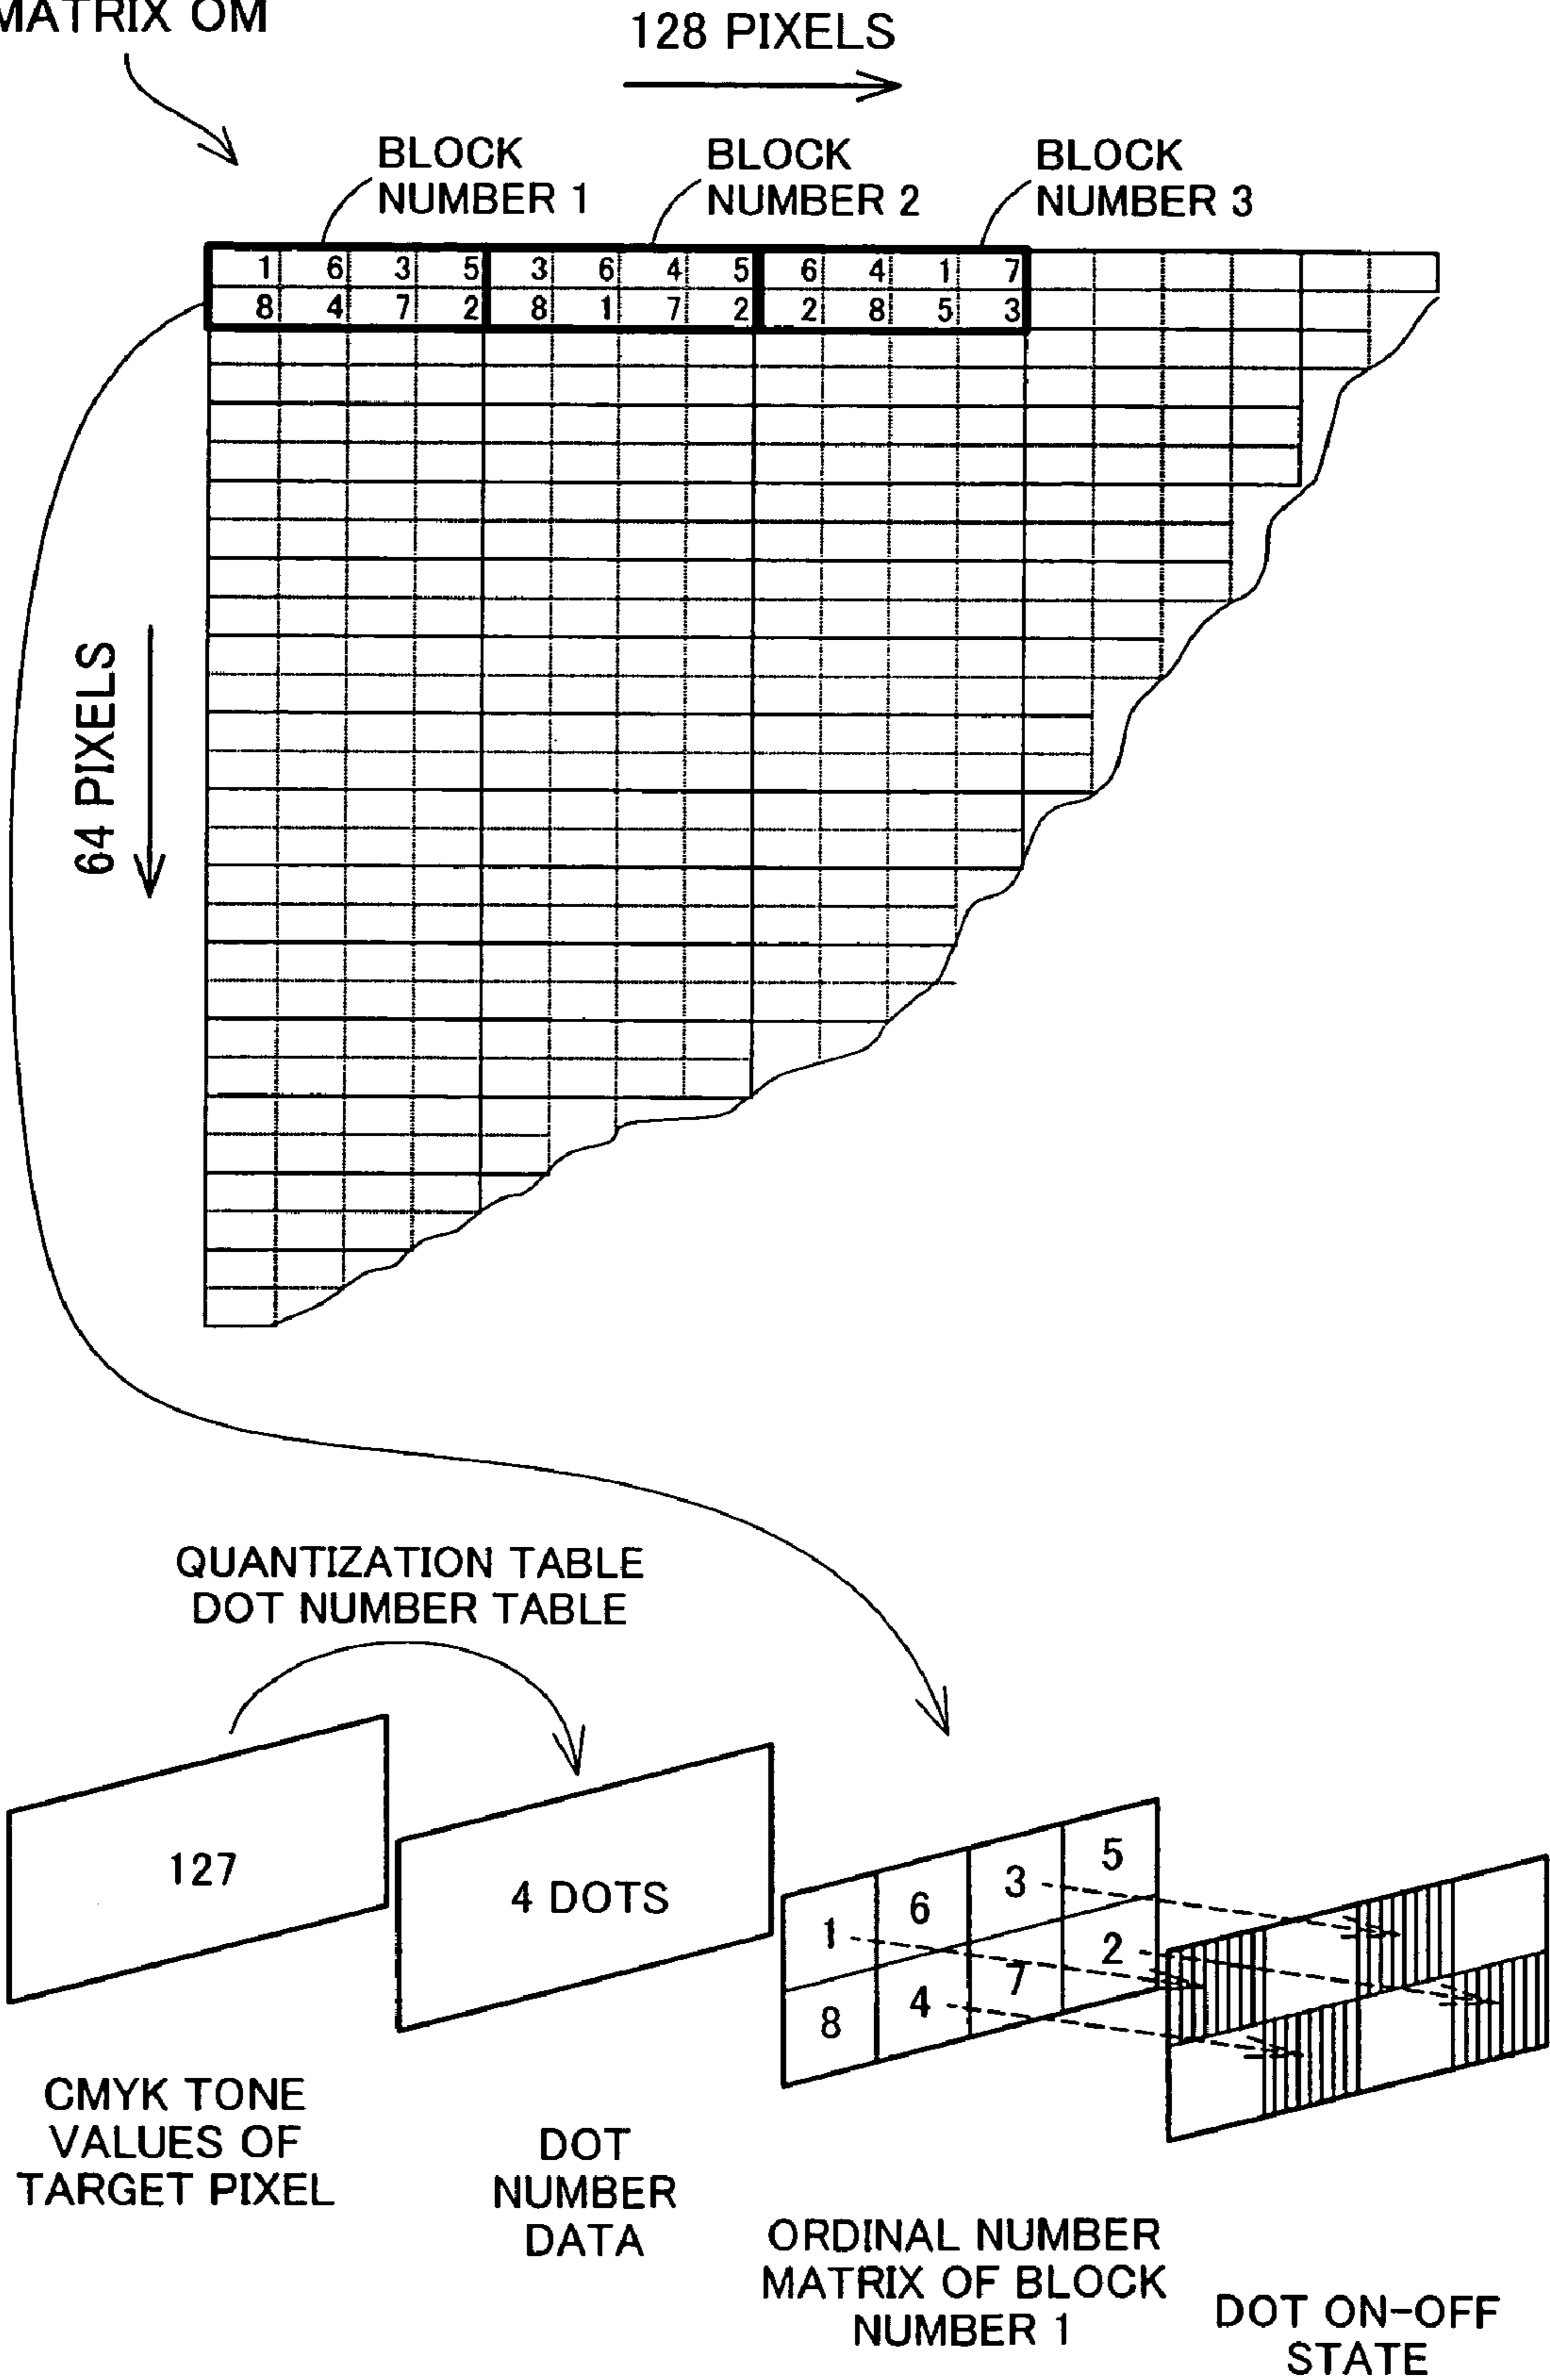 MATRIX OM
128 PIXELS
BLOCK
NUMBER 1
BLOCK
NUMBER 2
BLOCK
NUMBER 3
1 6 3 5 3 6 4 5 6 4 1 7
8 4 7 2 8 1 7 2 2 8 5 3
64 PIXELS
QUANTIZATION TABLE
DOT NUMBER TABLE
127
4 DOTS
1 6 3 5
8 4 7 2
CMYK TONE
VALUES OF
TARGET PIXEL
DOT
NUMBER
DATA
ORDINAL NUMBER
MATRIX OF BLOCK
NUMBER 1
DOT ON-OFF
STATE